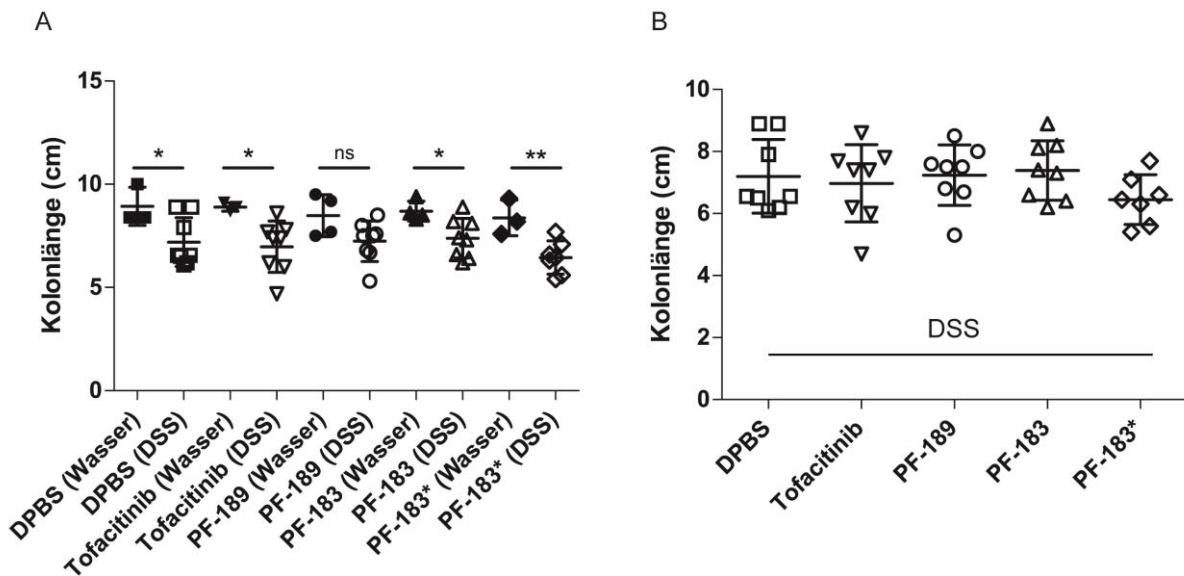 A
Kolonlänge (cm)
15
10
5
0
*
*
ns
*
**
DPBS (Wasser)
DPBS (DSS)
Tofacitinib (Wasser)
Tofacitinib (DSS)
PF-189 (Wasser)
PF-189 (DSS)
PF-183 (Wasser)
PF-183 (DSS)
PF-183* (Wasser)
PF-183* (DSS)
B
Kolonlänge (cm)
10
8
6
4
2
0
DSS
DPBS
Tofacitinib
PF-189
PF-183
PF-183*